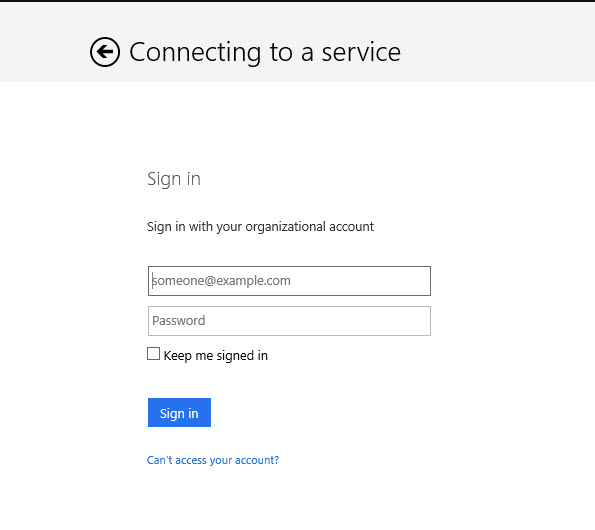 Connecting to a service
Sign in
Sign in with your organizational account
someone@example.com
Password
Keep me signed in
Sign in
Can't access your account?